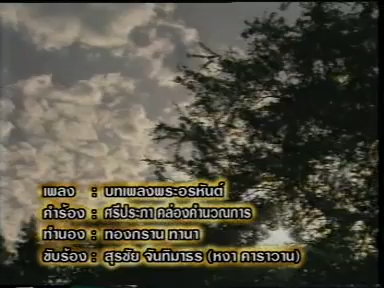 เพลง : บทเพลงพระอรหันต์
คำร้อง : ศรีประภา คล่องคำนวณการ
ทำนอง : ทองกราน ทานา
ขับร้อง : สุรชัย จันทิมาธร (หงา คาราวาน)